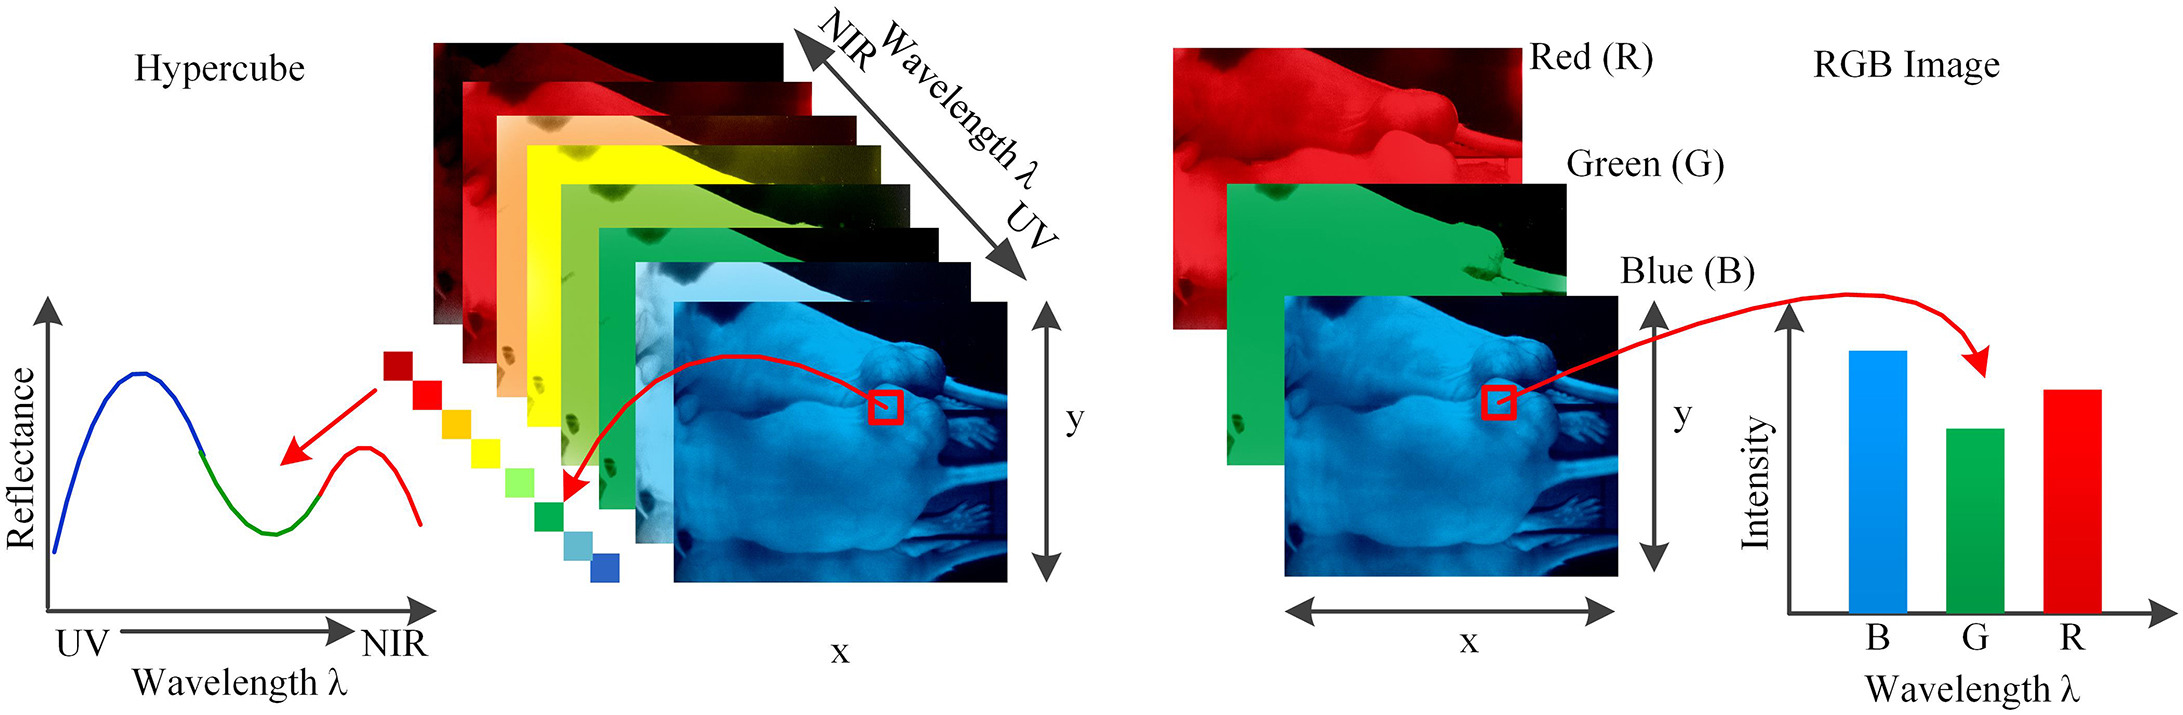 Hypercube
NIR
Wavelength λ
UV
y
x
Reflectance
UV
NIR
Wavelength λ
Red (R)
Green (G)
Blue (B)
RGB Image
y
x
Intensity
B
G
R
Wavelength λ